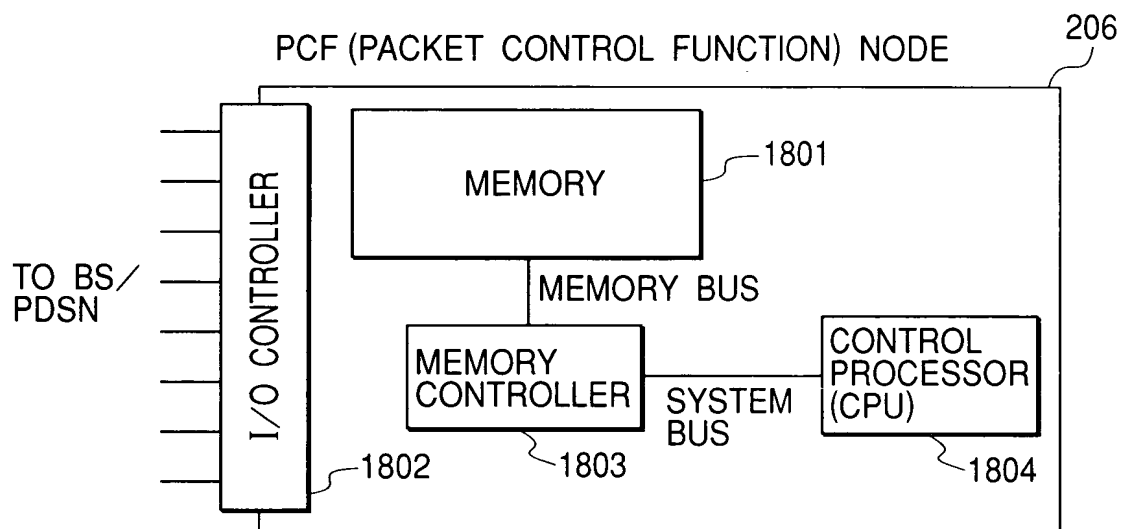 PCF (PACKET CONTROL FUNCTION) NODE
206
MEMORY
1801
I/O CONTROLLER
TO BS/
PDSN
MEMORY BUS
MEMORY
CONTROLLER
SYSTEM
BUS
CONTROL
PROCESSOR
(CPU)
1802
1803
1804